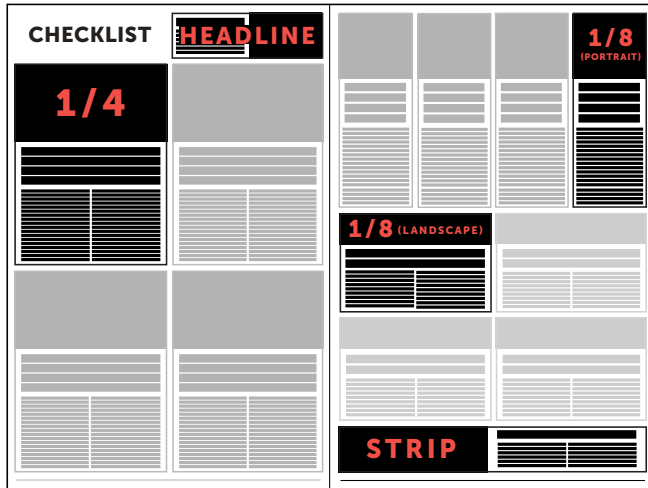 CHECKLIST
HEADLINE
1/4
1/8
(PORTRAIT)
1/8 (LANDSCAPE)
STRIP